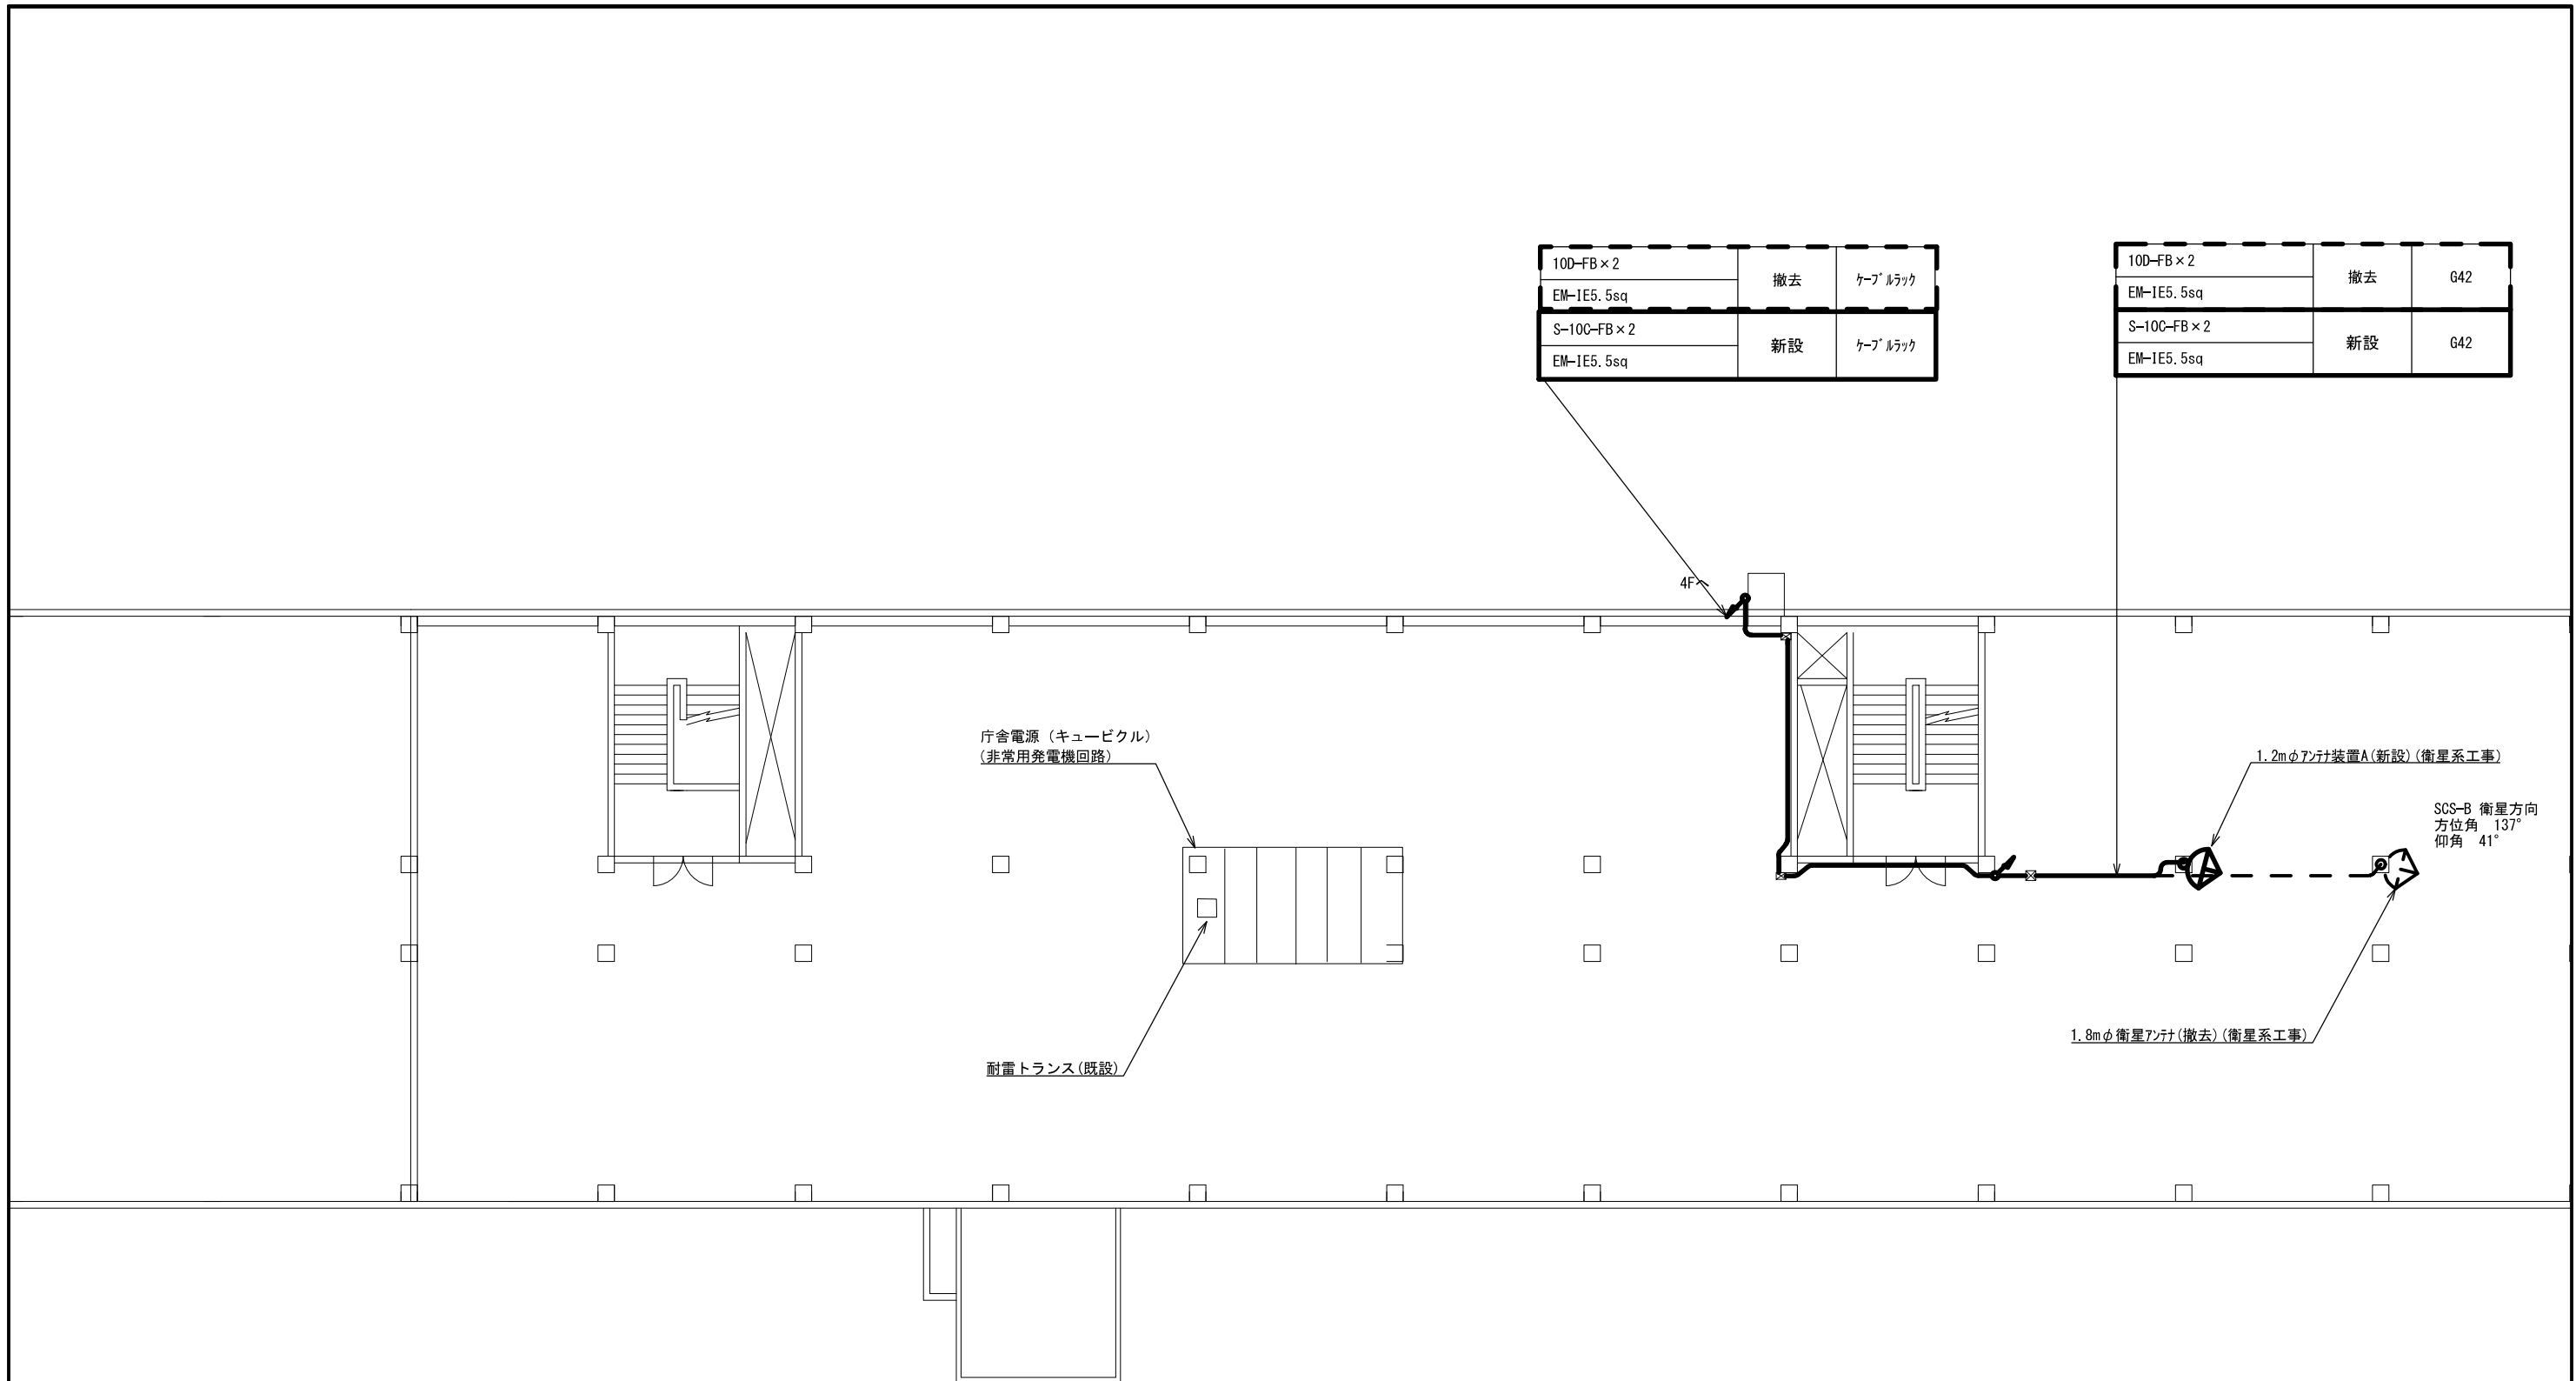 10D-FB×2
EM-IE5.5sq
撤去
ｹｰﾌﾞﾙﾗｯｸ
S-10C-FB×2
EM-IE5.5sq
新設
ｹｰﾌﾞﾙﾗｯｸ
10D-FB×2
EM-IE5.5sq
撤去
G42
S-10C-FB×2
EM-IE5.5sq
新設
G42
4Fへ
庁舎電源（キュービクル）
(非常用発電機回路)
1.2mφｱﾝﾃﾅ装置A(新設)(衛星系工事)
SCS-B 衛星方向
方位角 137°
仰角 41°
1.8mφ衛星ｱﾝﾃﾅ(撤去)(衛星系工事)
耐雷トランス(既設)